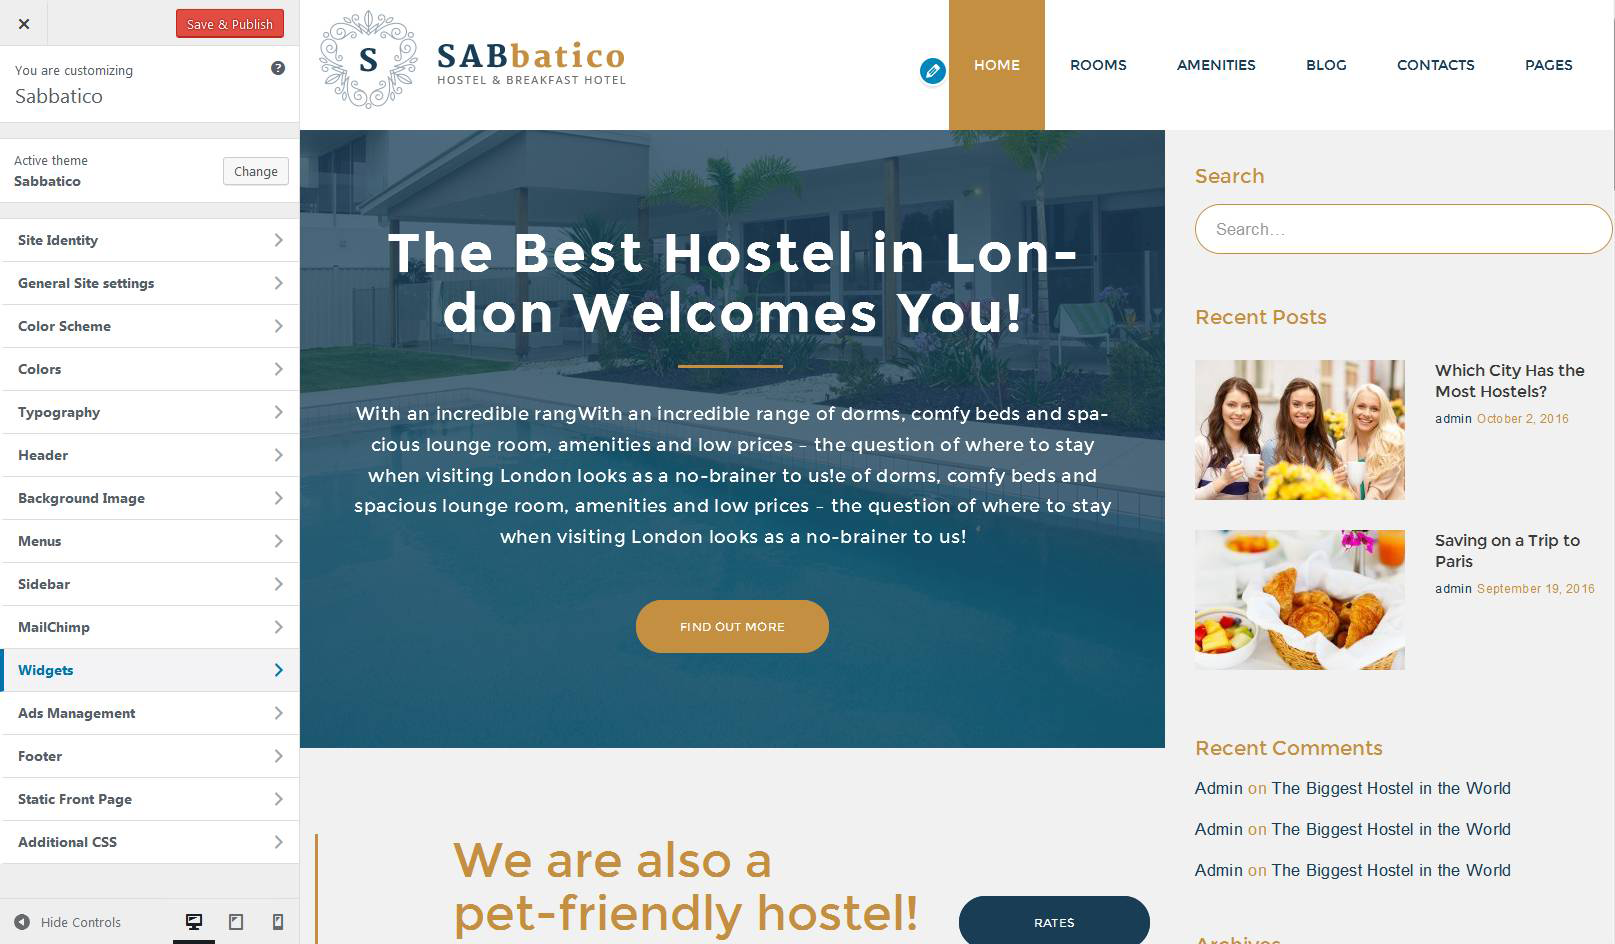 Save & Publish
You are customizing
Sabbatico
Active theme
Sabbatico
Change
Site Identity
General Site settings
Color Scheme
Colors
Typography
Header
Background Image
Menus
Sidebar
MailChimp
Widgets
Ads Management
Footer
Static Front Page
Additional CSS
Hide Controls
S
SABbatico
HOSTEL & BREAKFAST HOTEL
HOME ROOMS AMENITIES BLOG CONTACTS PAGES
The Best Hostel in Lon-
don Welcomes You!
With an incredible rangWith an incredible range of dorms, comfy beds and spa-
cious lounge room, amenities and low prices – the question of where to stay
when visiting London looks as a no-brainer to us!e of dorms, comfy beds and
spacious lounge room, amenities and low prices – the question of where to stay
when visiting London looks as a no-brainer to us!
FIND OUT MORE
We are also a
pet-friendly hostel!
RATES
Search
Search...
Recent Posts
Which City Has the
Most Hostels?
admin October 2, 2016
Saving on a Trip to
Paris
admin September 19, 2016
Recent Comments
Admin on The Biggest Hostel in the World
Admin on The Biggest Hostel in the World
Admin on The Biggest Hostel in the World
Archives